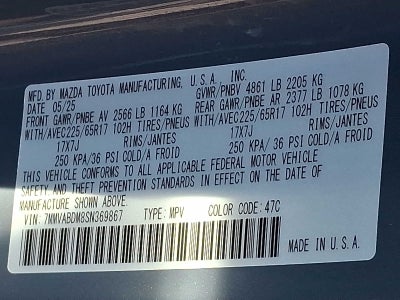 MFD. BY MAZDA TOYOTA MANUFACTURING, U.S.A., INC.
DATE 05/25 GVWR/PNBV 4861 LB 2205 KG
FRONT GAWR/PNBE AV 2566 LB 1164 KG REAR GAWR/PNBE AR 2377 LB 1078 KG
WITH/AVEC225/65R17 102H TIRES/PNEUS WITH/AVEC225/65R17 102H TIRES/PNEUS
17X7J RIMS/JANTES 17X7J RIMS/JANTES
250 KPA/36 PSI COLD/A FROID 250 KPA/36 PSI COLD/A FROID
THIS VEHICLE CONFORMS TO ALL APPLICABLE FEDERAL MOTOR VEHICLE
SAFETY AND THEFT PREVENTION STANDARDS IN EFFECT ON THE DATE OF
MANUFACTURE SHOWN ABOVE.
VIN: 7MMVABDM8SN369867 TYPE: MPV COLOR CODE: 47C
MADE IN U.S.A.